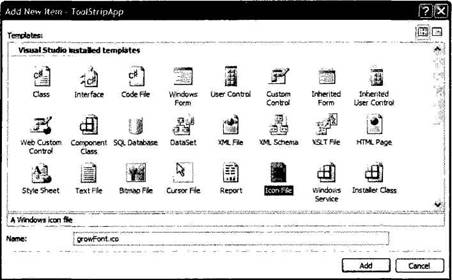 Add New Item - ToolStripApp
Templates:
Visual Studio installed templates
Class Interface Code File Windows Form User Control Custom Control Inherited Form Inherited User Control
Web Custom Control Component Class SQL Database DataSet XML File XML Schema XSLT File HTML Page
Style Sheet Text File Bitmap File Cursor File Report Icon File Windows Service Installer Class
A Windows icon file
Name: growFont.ico
Add Cancel